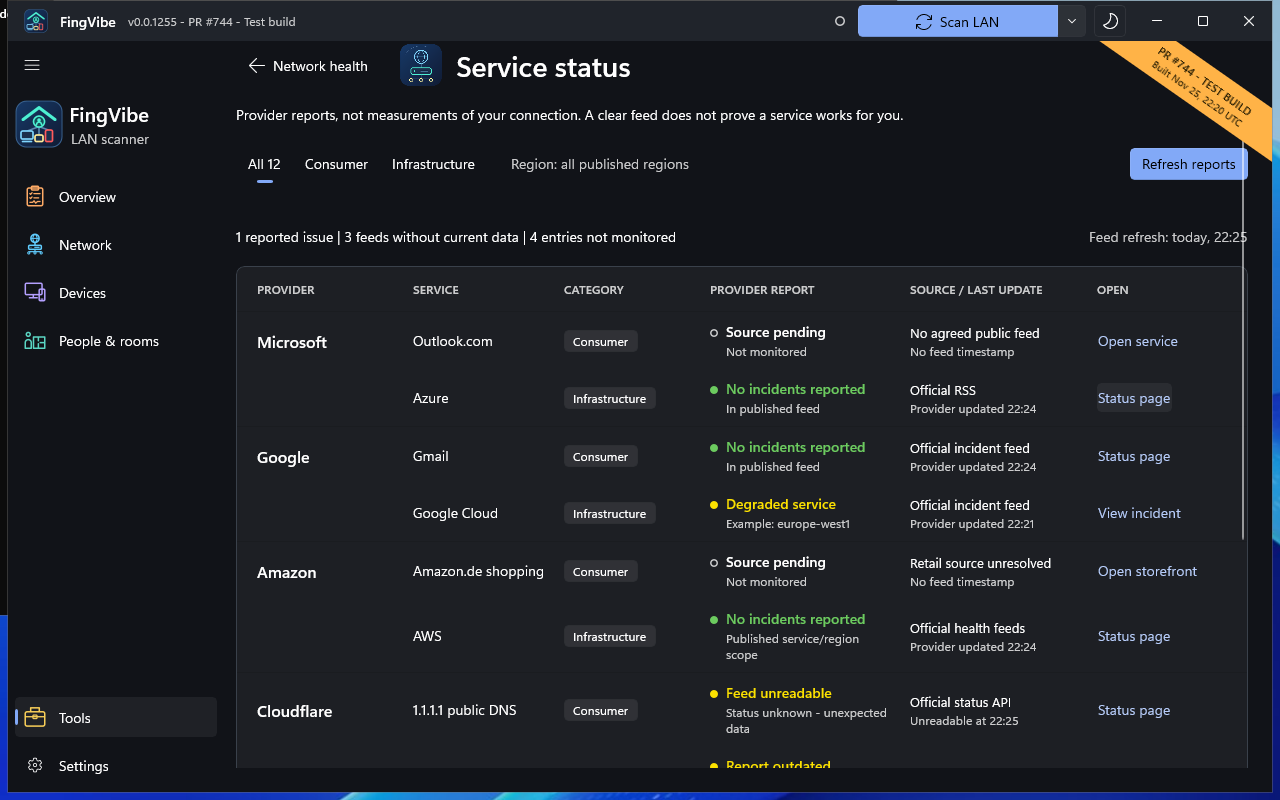 FingVibe v0.0.1255 - PR #744 - Test build
Scan LAN
PR #744 - TEST BUILD
Built Nov 25, 22:20 UTC
FingVibe
LAN scanner
Overview
Network
Devices
People & rooms
Tools
Settings
Network health
Service status
Provider reports, not measurements of your connection. A clear feed does not prove a service works for you.
All 12 Consumer Infrastructure Region: all published regions
Refresh reports
1 reported issue | 3 feeds without current data | 4 entries not monitored
Feed refresh: today, 22:25
PROVIDER SERVICE CATEGORY PROVIDER REPORT SOURCE / LAST UPDATE OPEN
Microsoft Outlook.com Consumer Source pending No agreed public feed Open service
Not monitored No feed timestamp
Azure Infrastructure No incidents reported Official RSS Status page
In published feed Provider updated 22:24
Google Gmail Consumer No incidents reported Official incident feed Status page
In published feed Provider updated 22:24
Google Cloud Infrastructure Degraded service Official incident feed View incident
Example: europe-west1 Provider updated 22:21
Amazon Amazon.de shopping Consumer Source pending Retail source unresolved Open storefront
Not monitored No feed timestamp
AWS Infrastructure No incidents reported Official health feeds Status page
Published service/region Provider updated 22:24
scope
Cloudflare 1.1.1.1 public DNS Consumer Feed unreadable Official status API Status page
Status unknown - unexpected Unreadable at 22:25
data
Report outdated